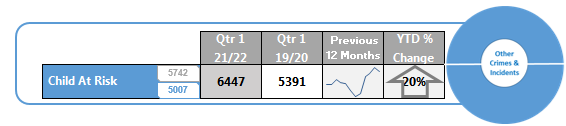 Qtr 1
21/22
Qtr 1
19/20
Previous
12 Months
YTD %
Change
Child At Risk
5742
5007
6447
5391
20%
Other
Crimes &
Incidents